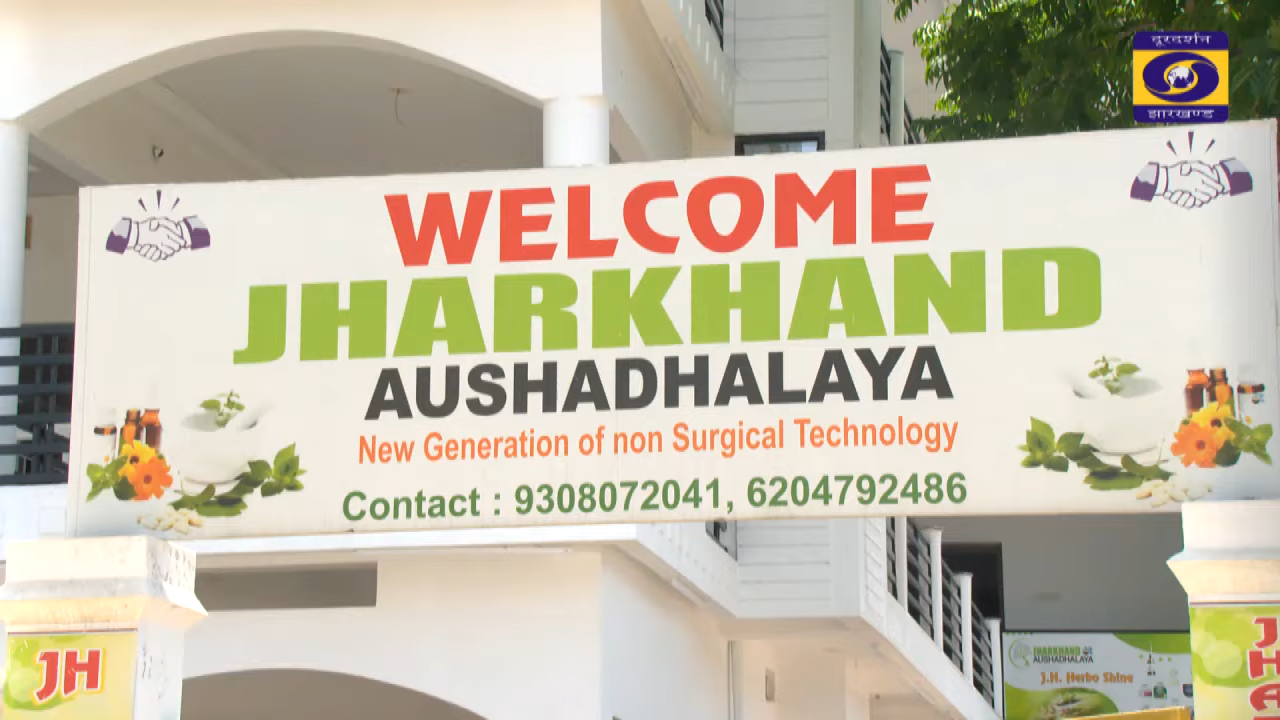 दूरदर्शन
झारखण्ड
WELCOME
JHARKHAND
AUSHADHALAYA
New Generation of non Surgical Technology
Contact : 9308072041, 6204792486
JH
JHARKHAND
AUSHADHALAYA
J.H. Herbo Shine
J
H
A